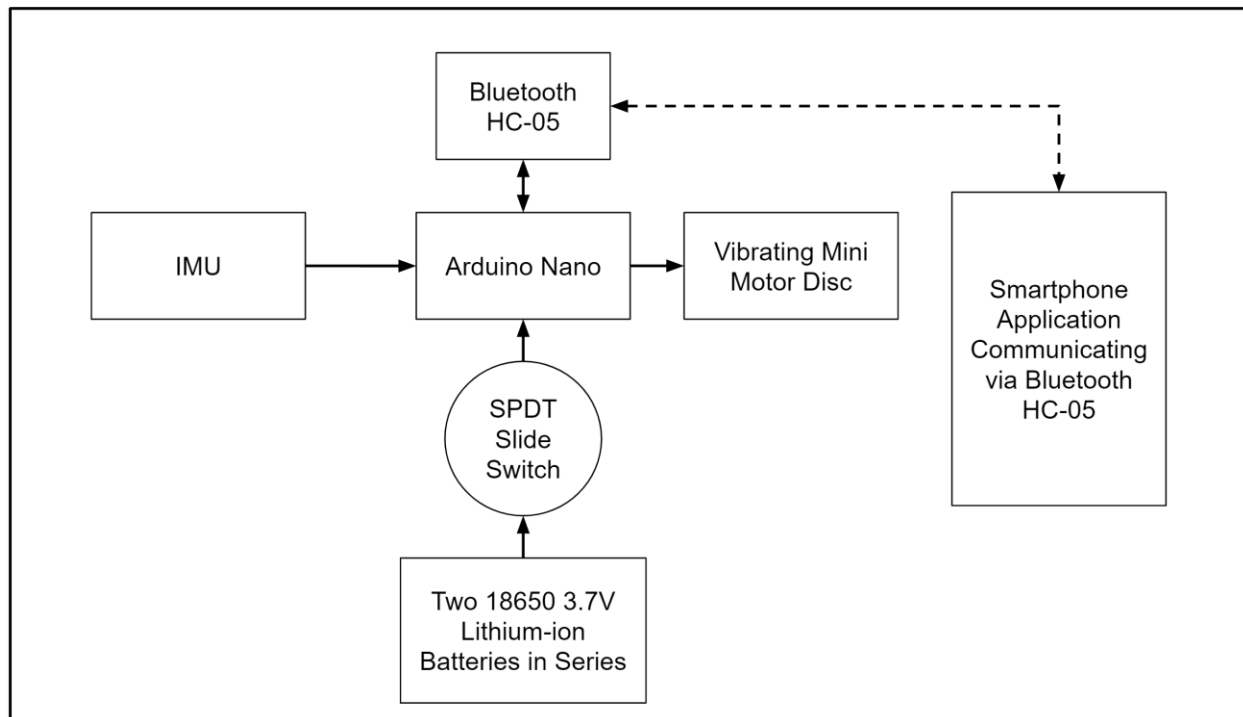 Bluetooth
HC-05
IMU
Arduino Nano
Vibrating Mini
Motor Disc
Smartphone
Application
Communicating
via Bluetooth
HC-05
SPDT
Slide
Switch
Two 18650 3.7V
Lithium-ion
Batteries in Series